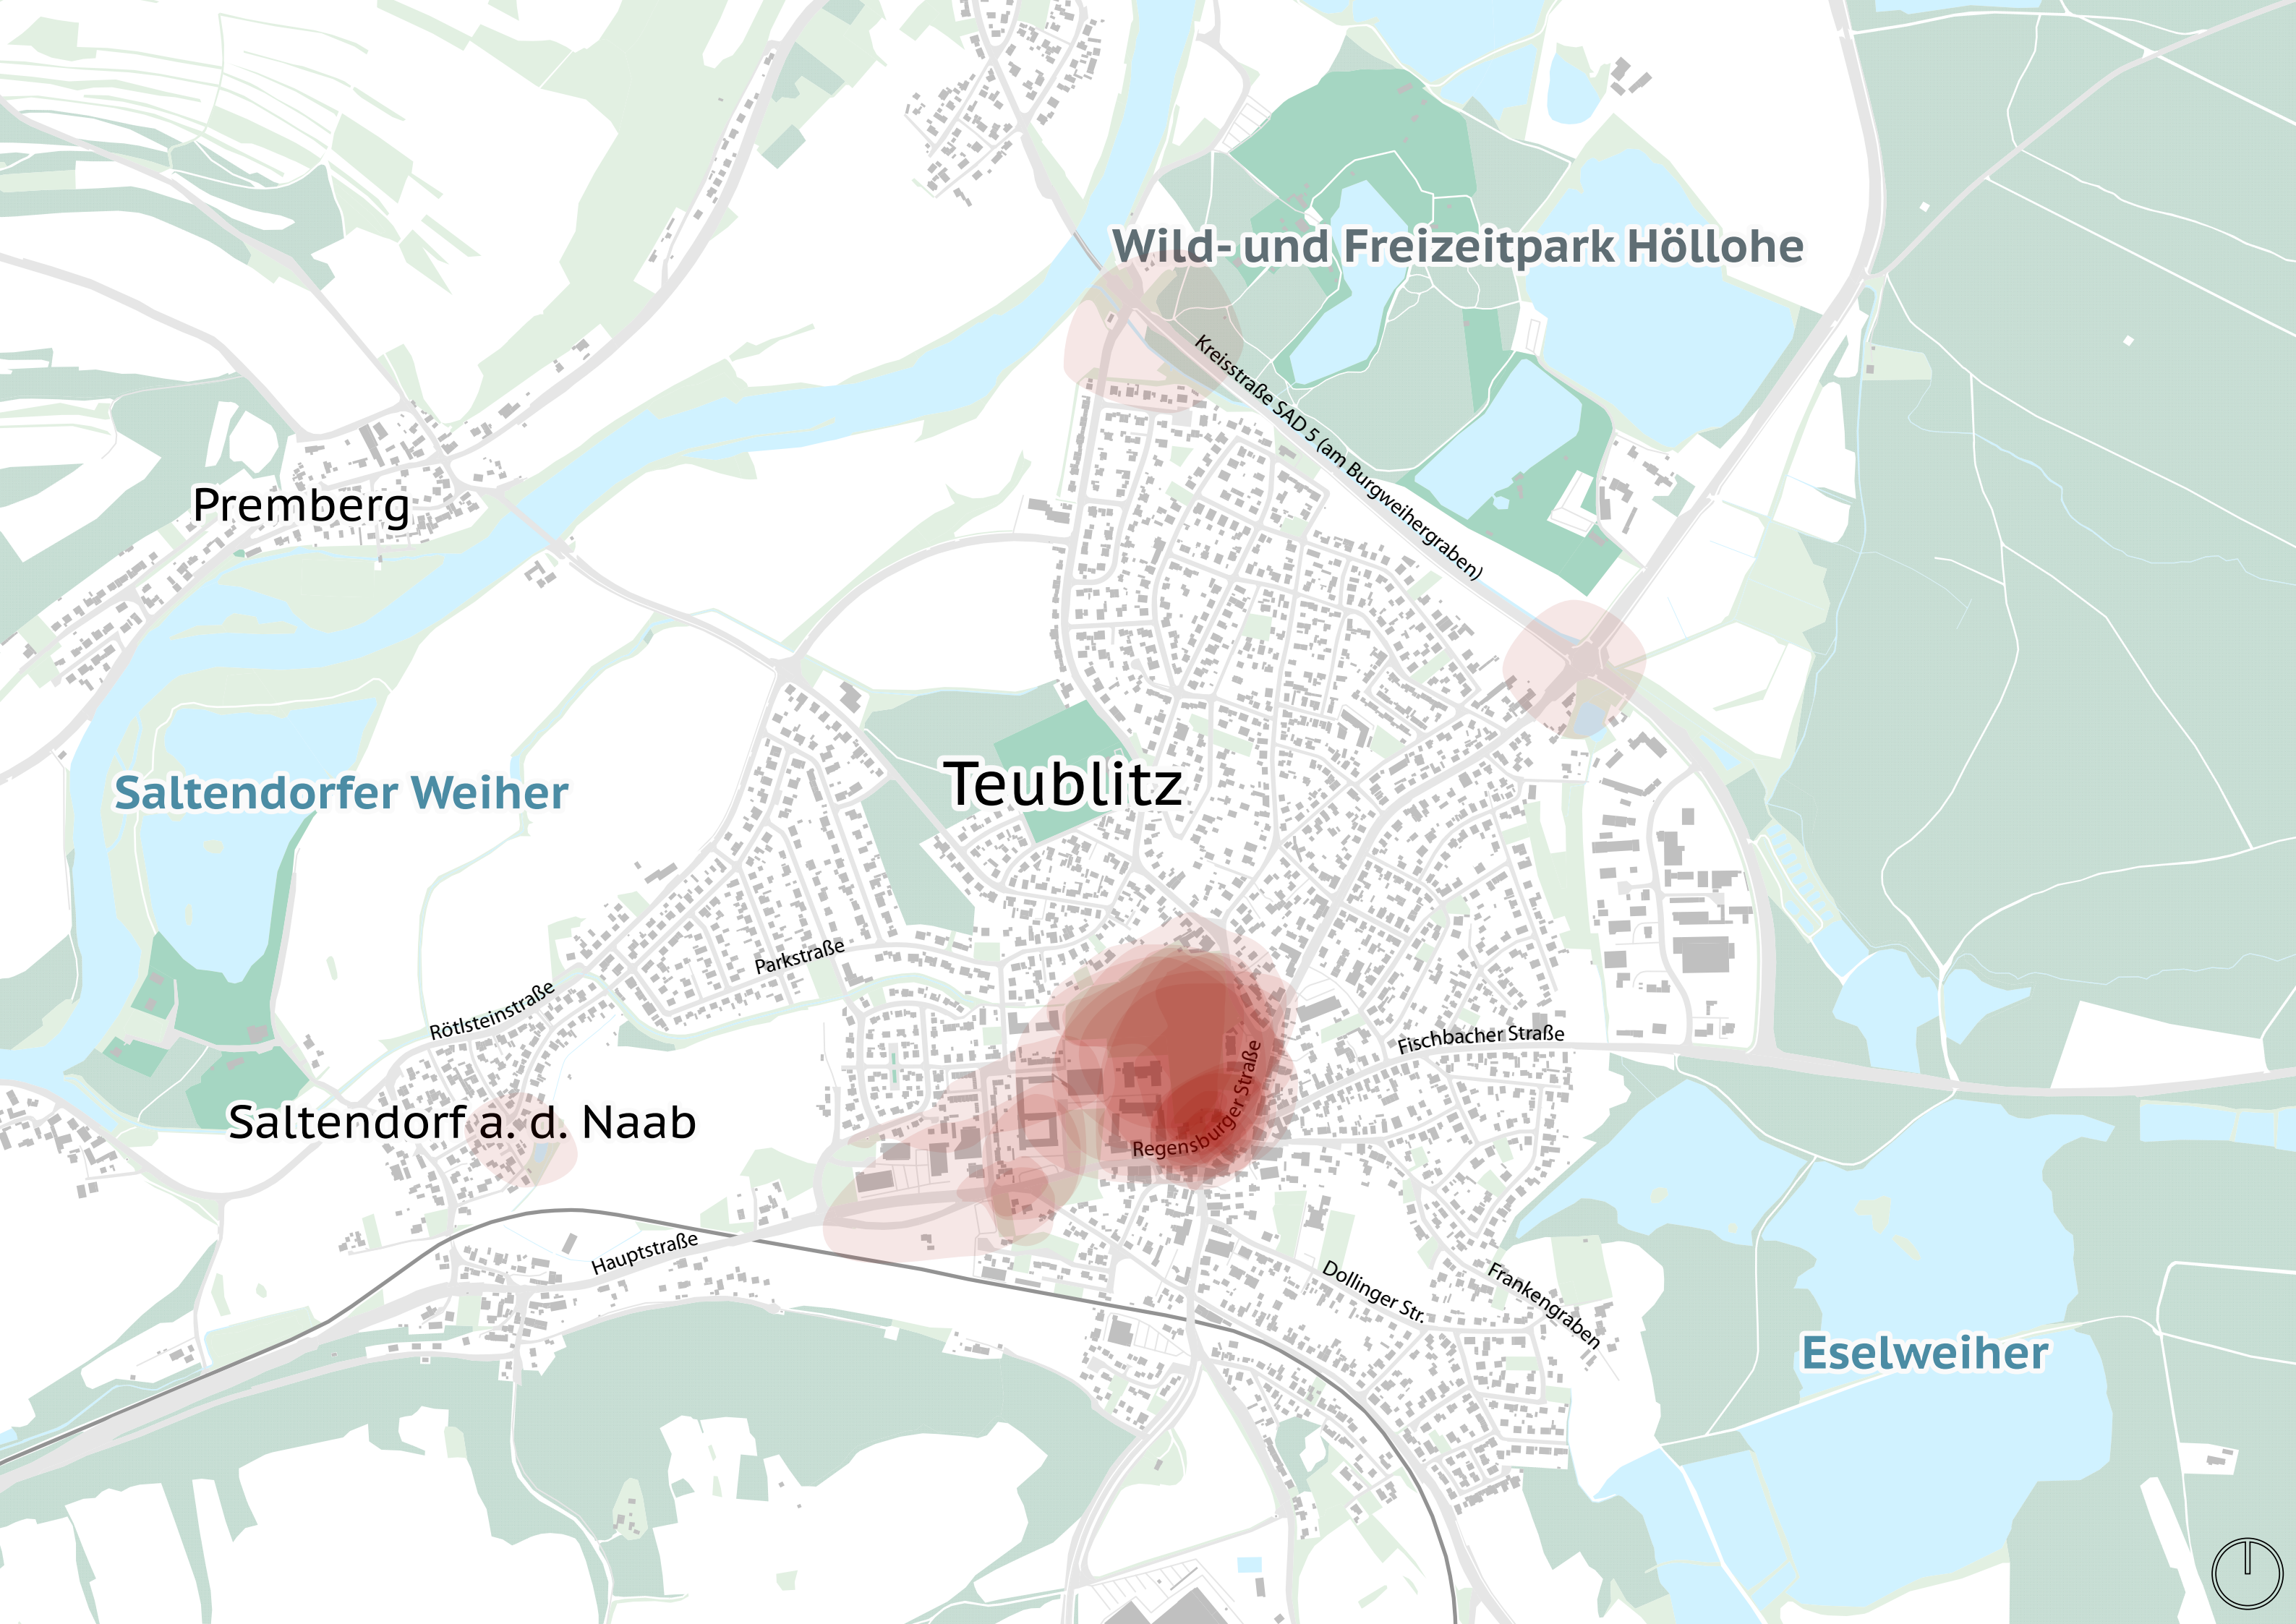 Wild- und Freizeitpark Höllohe
Kreisstraße SAD 5 (am Burgweihergraben)
Premberg
Teublitz
Saltendorfer Weiher
Parkstraße
Rötlsteinstraße
Fischbacher Straße
Regensburger Straße
Saltendorf a. d. Naab
Hauptstraße
Dollinger Str.
Frankengraben
Eselweiher